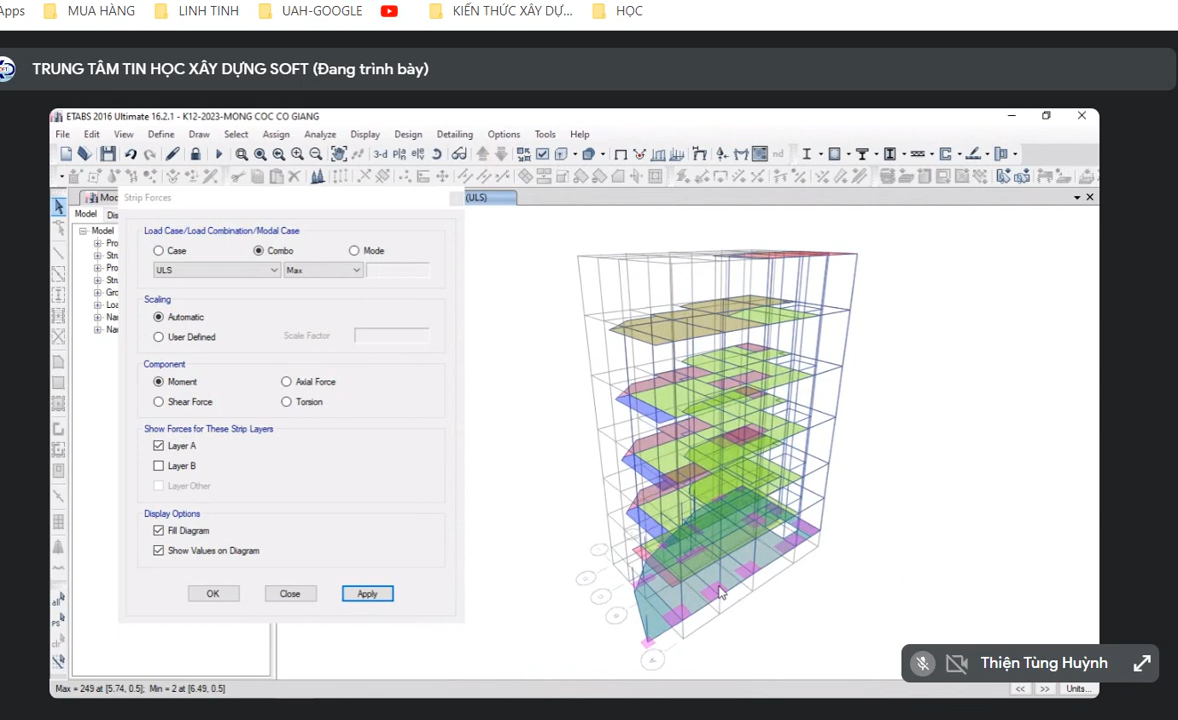 Apps MUA HÀNG LINH TINH UAH-GOOGLE KIẾN THỨC XÂY DỰ... HỌC
TRUNG TÂM TIN HỌC XÂY DỰNG SOFT (Đang trình bày)
ETABS 2016 Ultimate 16.2.1 - K12-2023-MONG COC CO GIANG
File Edit View Define Draw Select Assign Analyze Display Design Detailing Options Tools Help
3-d nd
Strip Forces (ULS)
Model
Model
Load Case/Load Combination/Modal Case
Case Combo Mode
ULS Max
Scaling
Automatic
User Defined Scale Factor
Component
Moment Axial Force
Shear Force Torsion
Show Forces for These Strip Layers
Layer A
Layer B
Layer Other
Display Options
Fill Diagram
Show Values on Diagram
OK Close Apply
Thiện Tùng Huỳnh
Max = 249 at [5.74, 0.5]; Min = 2 at [6.49, 0.5] << >> Units...